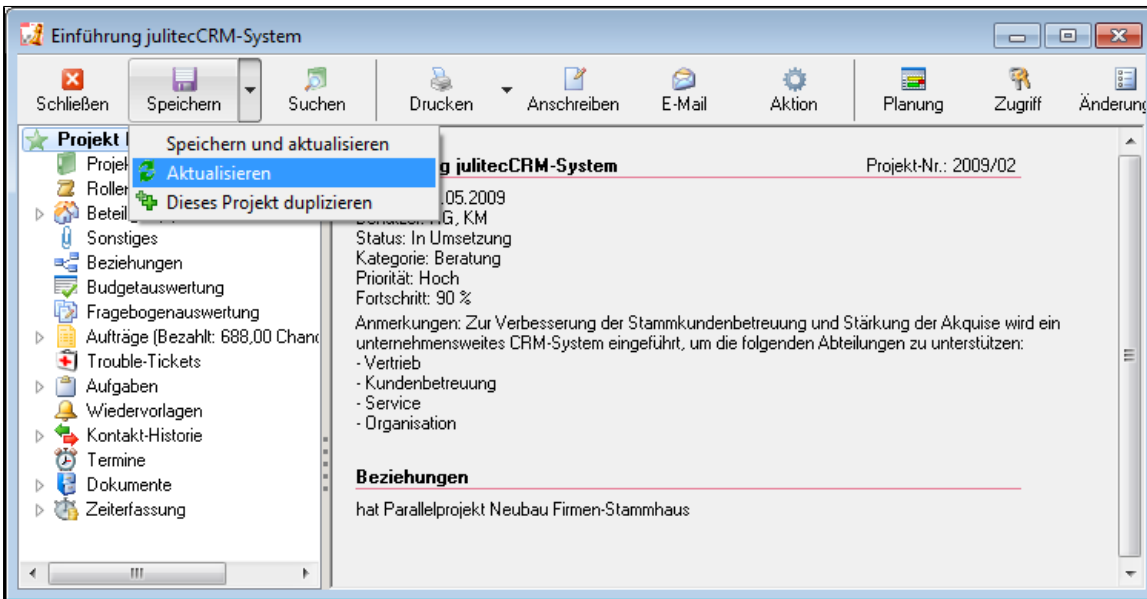 Einführung julitecCRM-System
Schließen Speichern Suchen Drucken Anschreiben E-Mail Aktion Planung Zugriff Änderung
Speichern und aktualisieren
Aktualisieren
Dieses Projekt duplizieren
Projekt
Projek
Rollen
Beteil
Sonstiges
Beziehungen
Budgetauswertung
Fragebogenauswertung
Aufträge (Bezahlt: 688,00 Chanc
Trouble-Tickets
Aufgaben
Wiedervorlagen
Kontakt-Historie
Termine
Dokumente
Zeiterfassung
g julitecCRM-System Projekt-Nr.: 2009/02
.05.2009
G, KM
Status: In Umsetzung
Kategorie: Beratung
Priorität: Hoch
Fortschritt: 90 %
Anmerkungen: Zur Verbesserung der Stammkundenbetreuung und Stärkung der Akquise wird ein
unternehmensweites CRM-System eingeführt, um die folgenden Abteilungen zu unterstützen:
- Vertrieb
- Kundenbetreuung
- Service
- Organisation
Beziehungen
hat Parallelprojekt Neubau Firmen-Stammhaus